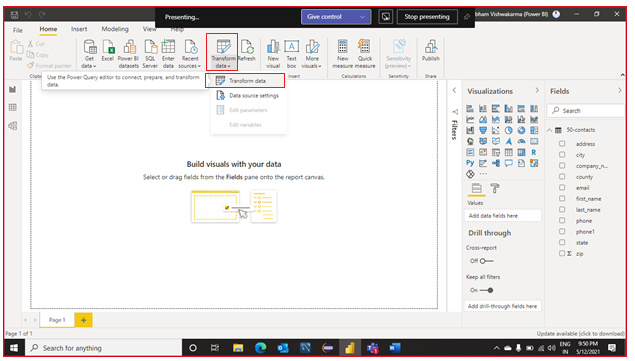 Presenting...
Give control
Stop presenting
bham Vishwakarma (Power BI)
File
Home
Insert
Modeling
View
Help
Paste
Cut
Copy
Format painter
Get
data
Excel
Power BI
datasets
SQL
Server
Enter
data
Recent
sources
Transform
data
Refresh
New
visual
Text
box
More
visuals
New
measure
Quick
measure
Sensitivity
(preview)
Publish
Insert
Calculations
Sensitivity
Share
Use the Power Query editor to connect, prepare, and transform
data.
Transform data
Data source settings
Edit parameters
Edit variables
Build visuals with your data
Select or drag fields from the Fields pane onto the report canvas.
Filters
Visualizations
Values
Add data fields here
Drill through
Cross-report
Off
Keep all filters
On
Add drill-through fields here
Fields
Search
50-contacts
address
city
company_n...
county
email
first_name
last_name
phone
phone1
state
Σ zip
Page 1
Page 1 of 1
Update available (click to download)
Search for anything
ENG
IN
9:50 PM
5/12/2021